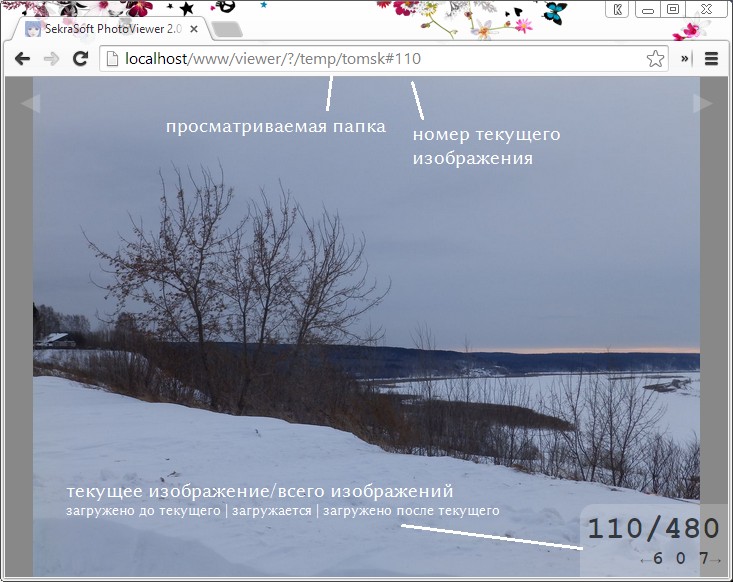 SekraSoft PhotoViewer 2.0
localhost/www/viewer/?/temp/tomsk#110
просматриваемая папка
номер текущего
изображения
текущее изображение/всего изображений
загружено до текущего | загружается | загружено после текущего
110/480
←6 0 7→